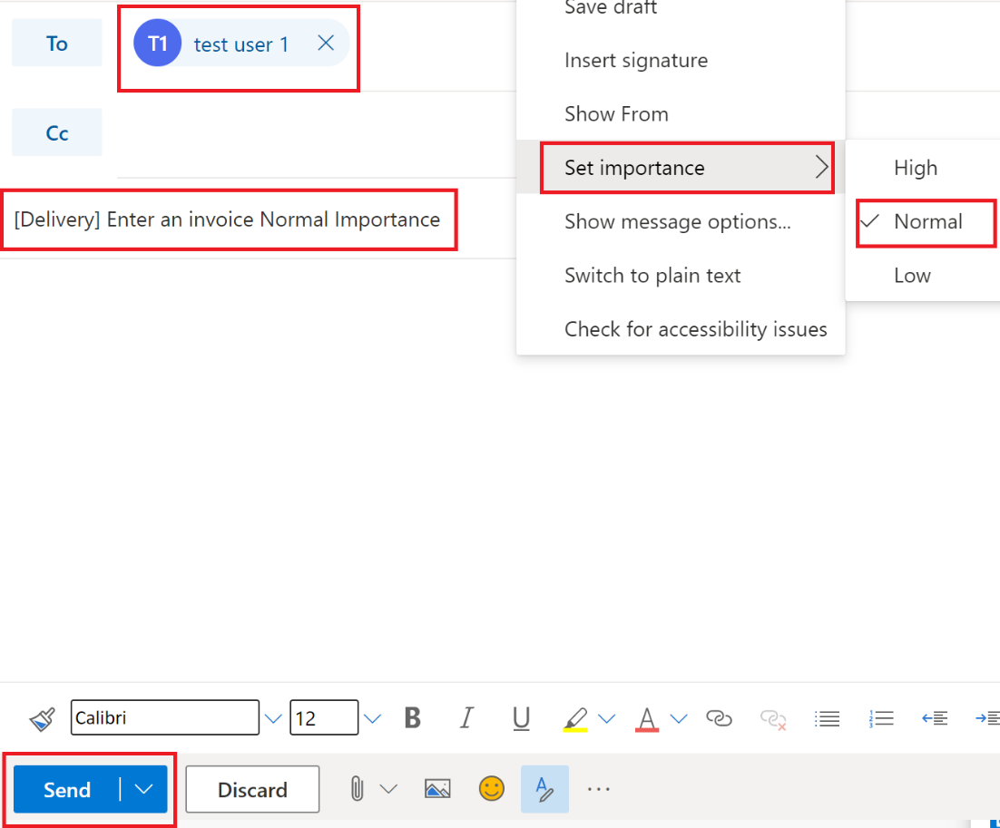 Save draft
To
T1 test user 1
Insert signature
Show From
Cc
Set importance
High
[Delivery] Enter an invoice Normal Importance
Show message options...
Normal
Switch to plain text
Low
Check for accessibility issues
Calibri 12 B I U A
Send Discard